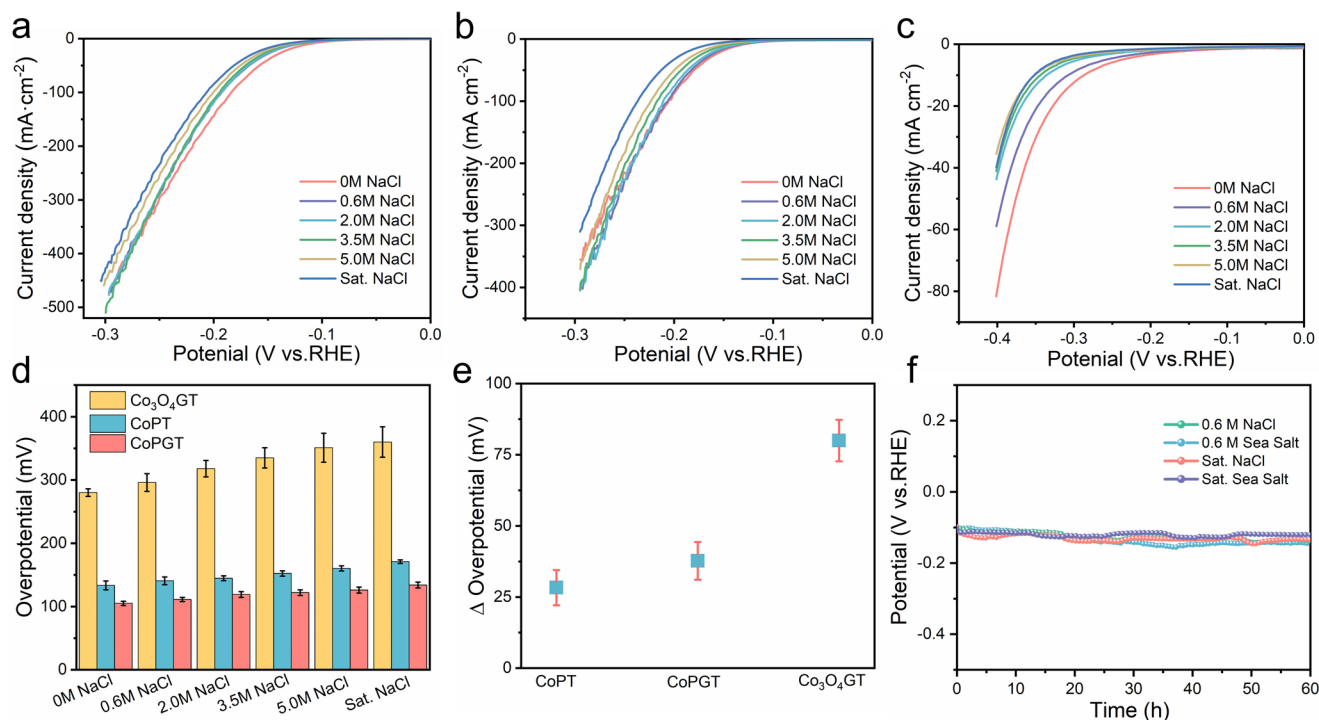 a
0
-100
-200
-300
-400
-500
Current density (mA·cm⁻²)
0M NaCl
0.6M NaCl
2.0M NaCl
3.5M NaCl
5.0M NaCl
Sat. NaCl
-0.3
-0.2
-0.1
0.0
Potenial (V vs.RHE)
b
0
-100
-200
-300
-400
Current density (mA cm⁻²)
0M NaCl
0.6M NaCl
2.0M NaCl
3.5M NaCl
5.0M NaCl
Sat. NaCl
-0.3
-0.2
-0.1
0.0
Potenial (V vs.RHE)
c
0
-20
-40
-60
-80
Current density (mA cm⁻²)
0M NaCl
0.6M NaCl
2.0M NaCl
3.5M NaCl
5.0M NaCl
Sat. NaCl
-0.4
-0.3
-0.2
-0.1
0.0
Potenial (V vs.RHE)
d
400
300
200
150
100
50
0
Overpotential (mV)
Co₃O₄GT
CoPT
CoPGT
0M NaCl
0.6M NaCl
2.0M NaCl
3.5M NaCl
5.0M NaCl
Sat. NaCl
e
100
75
50
25
0
Δ Overpotential (mV)
CoPT
CoPGT
Co₃O₄GT
f
0.2
0.0
-0.2
-0.4
Potential (V vs.RHE)
0.6 M NaCl
0.6 M Sea Salt
Sat. NaCl
Sat. Sea Salt
0
10
20
30
40
50
60
Time (h)